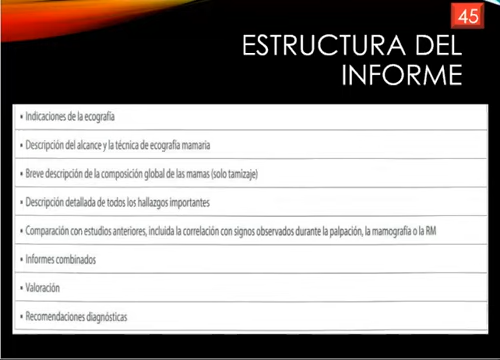 45
ESTRUCTURA DEL
INFORME
• Indicaciones de la ecografía
• Descripción del alcance y la técnica de ecografía mamaria
• Breve descripción de la composición global de las mamas (solo tamizaje)
• Descripción detallada de todos los hallazgos importantes
• Comparación con estudios anteriores, incluida la correlación con signos observados durante la palpación, la mamografía o la RM
• Informes combinados
• Valoración
• Recomendaciones diagnósticas